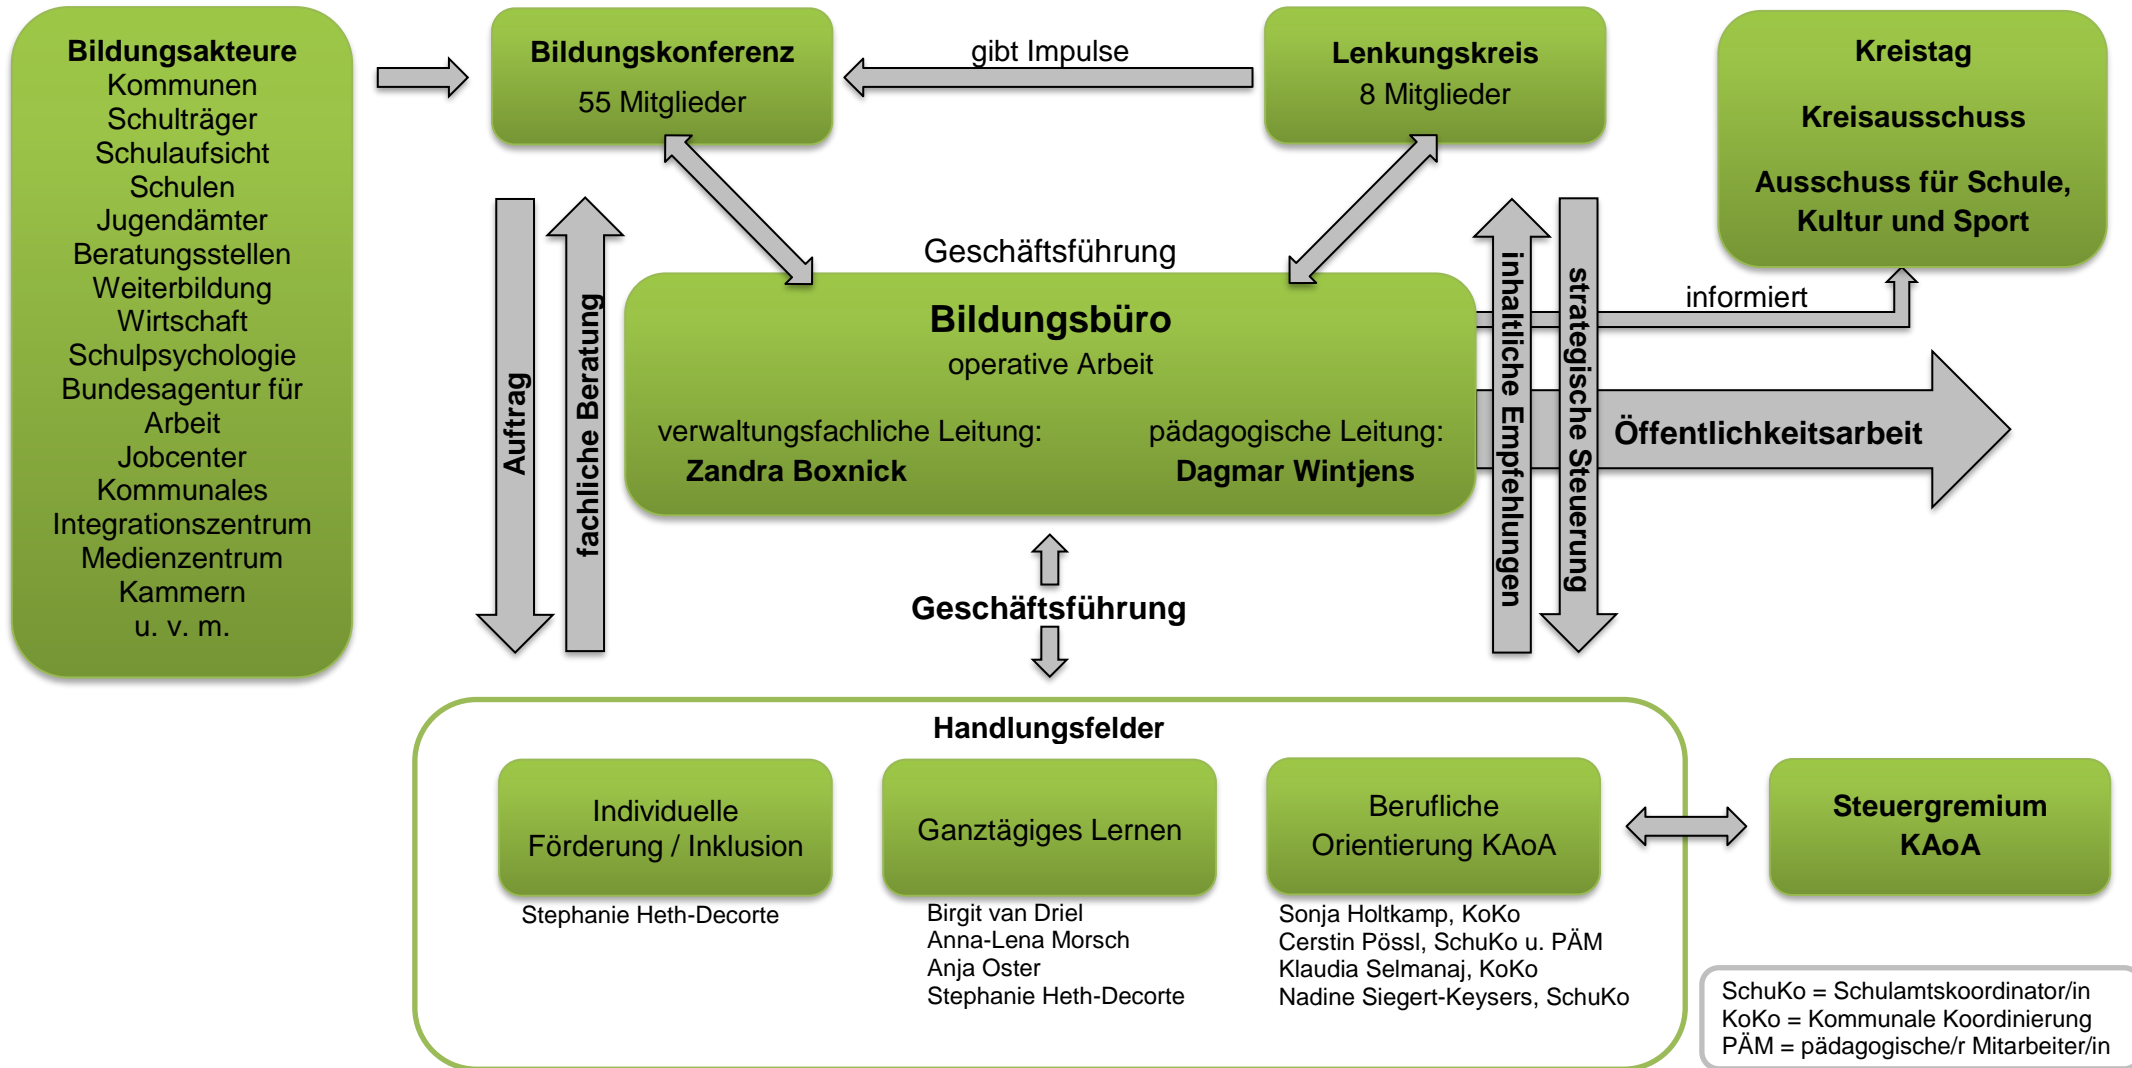 Bildungsakteure
Kommunen
Schulträger
Schulaufsicht
Schulen
Jugendämter
Beratungsstellen
Weiterbildung
Wirtschaft
Schulpsychologie
Bundesagentur für
Arbeit
Jobcenter
Kommunales
Integrationszentrum
Medienzentrum
Kammern
u. v. m.
Bildungskonferenz
55 Mitglieder
gibt Impulse
Lenkungskreis
8 Mitglieder
Kreistag
Kreisausschuss
Ausschuss für Schule,
Kultur und Sport
Auftrag
fachliche Beratung
Geschäftsführung
Bildungsbüro
operative Arbeit
verwaltungsfachliche Leitung:
Zandra Boxnick
pädagogische Leitung:
Dagmar Wintjens
inhaltliche Empfehlungen
strategische Steuerung
informiert
Öffentlichkeitsarbeit
Geschäftsführung
Handlungsfelder
Individuelle
Förderung / Inklusion
Stephanie Heth-Decorte
Ganztägiges Lernen
Birgit van Driel
Anna-Lena Morsch
Anja Oster
Stephanie Heth-Decorte
Berufliche
Orientierung KAoA
Sonja Holtkamp, KoKo
Cerstin Pössl, SchuKo u. PÄM
Klaudia Selmanaj, KoKo
Nadine Siegert-Keysers, SchuKo
Steuergremium
KAoA
SchuKo = Schulamtskoordinator/in
KoKo = Kommunale Koordinierung
PÄM = pädagogische/r Mitarbeiter/in